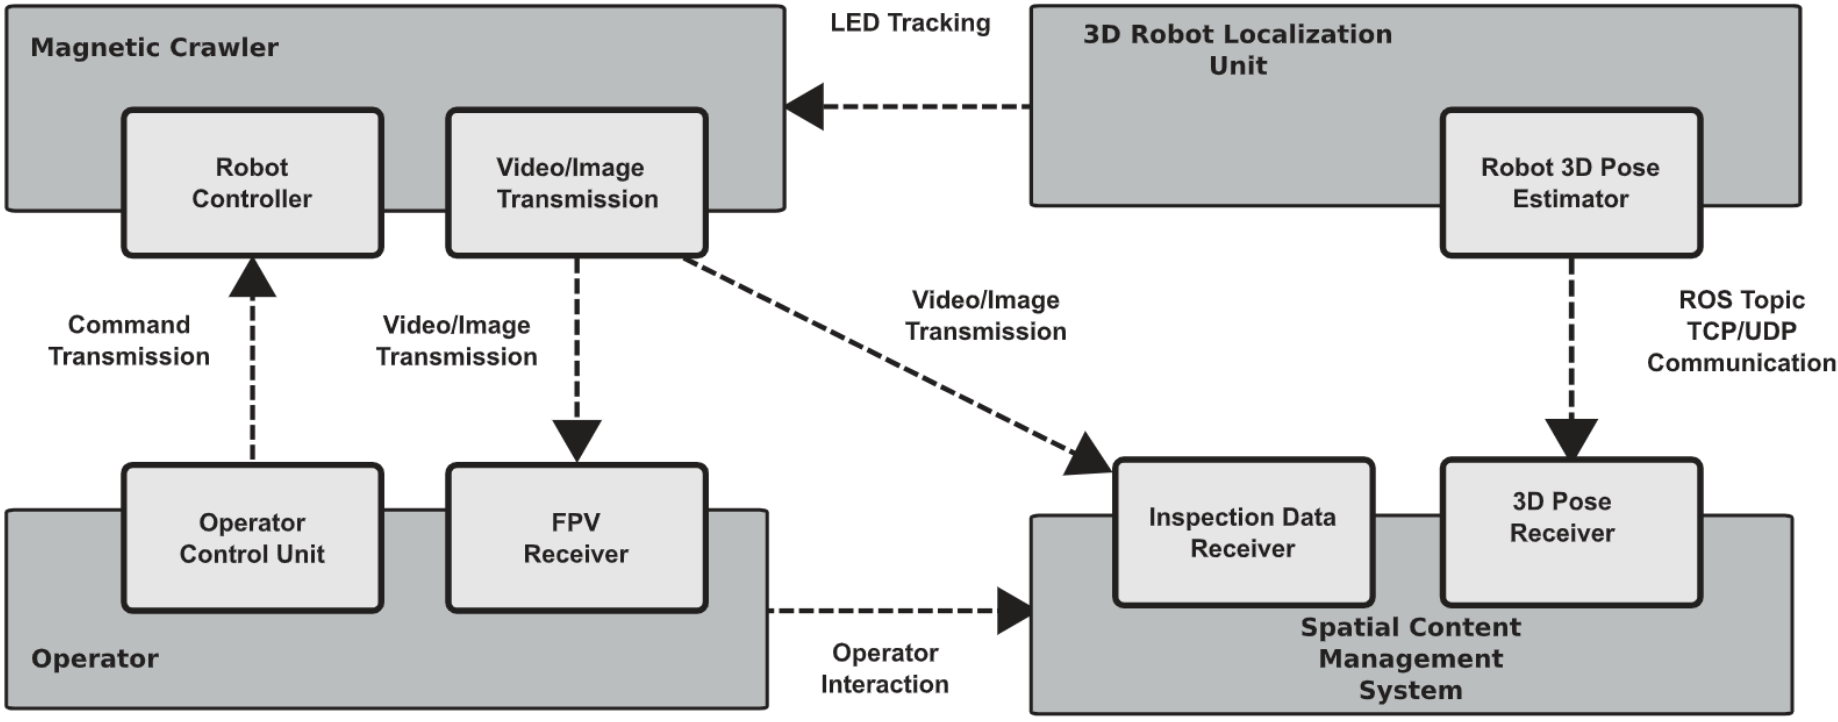 LED Tracking
Magnetic Crawler
3D Robot Localization
Unit
Robot
Controller
Video/Image
Transmission
Robot 3D Pose
Estimator
Command
Transmission
Video/Image
Transmission
Video/Image
Transmission
ROS Topic
TCP/UDP
Communication
Operator
Control Unit
FPV
Receiver
Inspection Data
Receiver
3D Pose
Receiver
Operator
Operator
Interaction
Spatial Content
Management
System